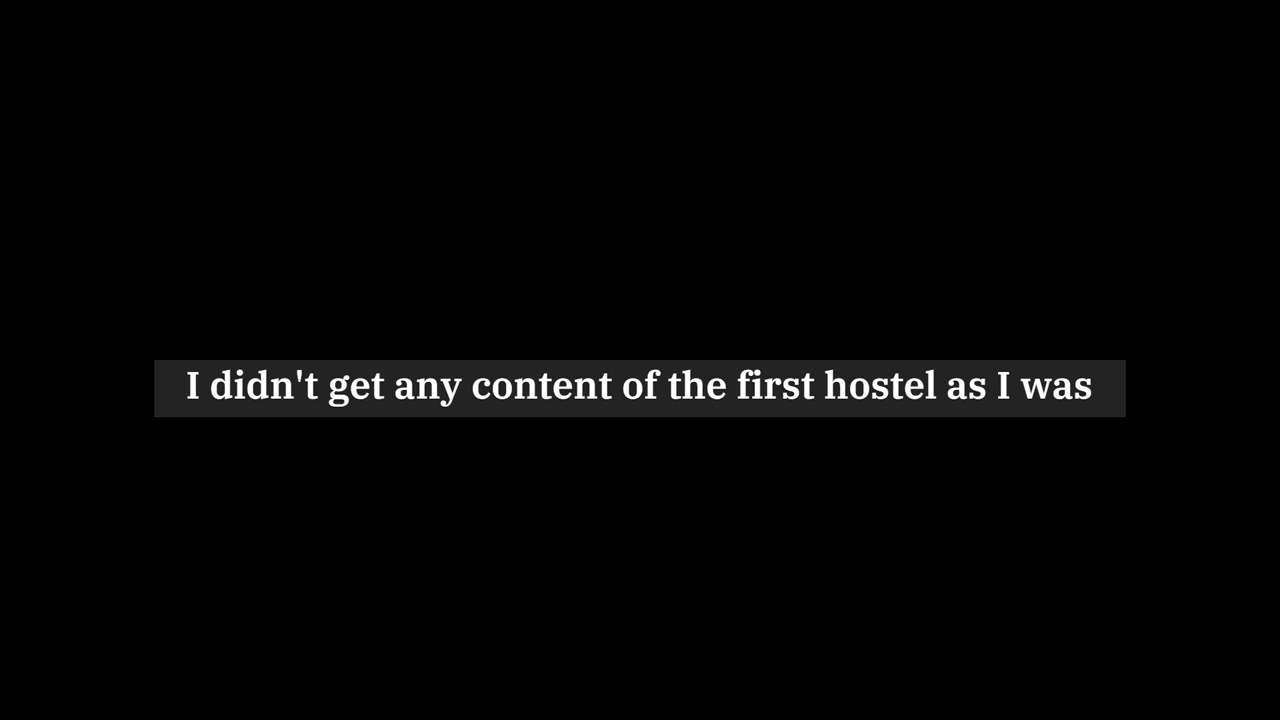 I didn't get any content of the first hostel as I was